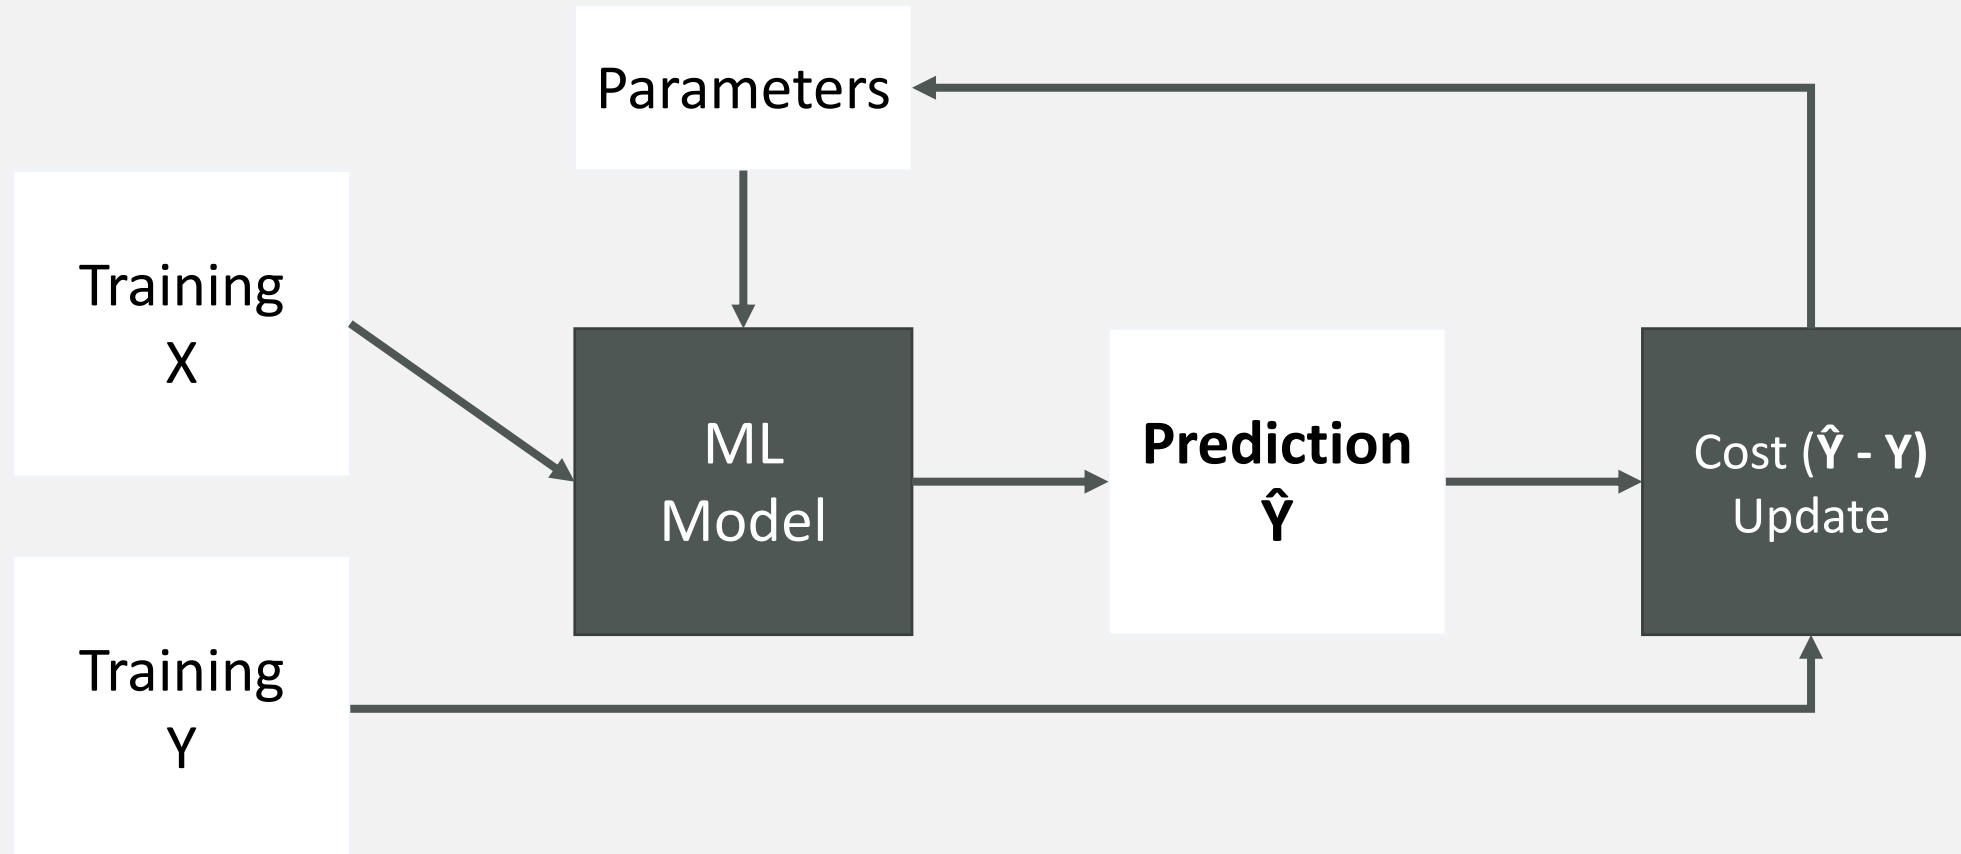 Parameters
Training
X
ML
Model
Prediction
Ŷ
Cost (Ŷ - Y)
Update
Training
Y